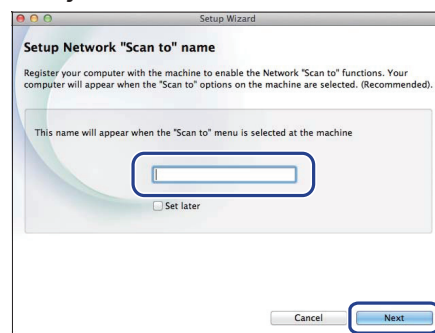 Setup Wizard
Setup Network "Scan to" name
Register your computer with the machine to enable the Network "Scan to" functions. Your
computer will appear when the "Scan to" options on the machine are selected. (Recommended).
This name will appear when the "Scan to" menu is selected at the machine
Set later
Cancel Next